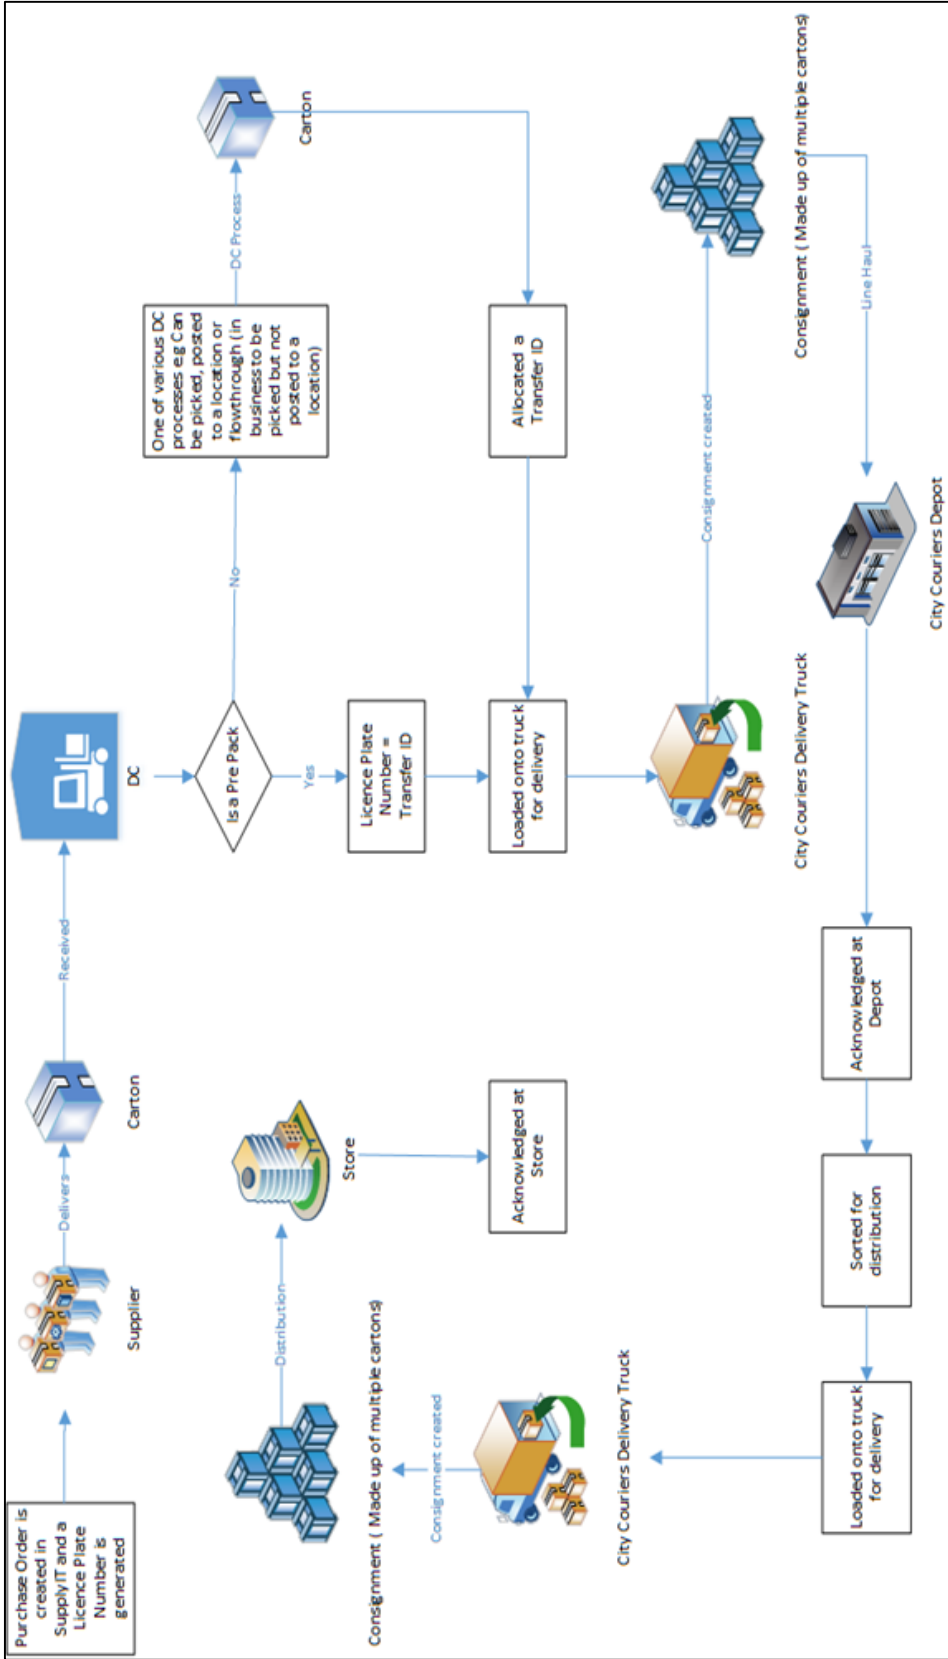 Purchase Order is
created in
SupplyIT and a
Licence Plate
Number is
generated
Supplier
Delivers
Carton
Received
DC
Is a Pre Pack
No
One of various DC
processes eg Can
be picked, posted
to a location or
flowthrough (in
business to be
picked but not
posted to a
location)
DC Process
Carton
Yes
Licence Plate
Number =
Transfer ID
Allocated a
Transfer ID
Loaded onto truck
for delivery
City Couriers Delivery Truck
Consignment created
Consignment ( Made up of multiple cartons)
Line Haul
City Couriers Depot
Acknowledged at
Depot
Sorted for
distribution
Loaded onto truck
for delivery
City Couriers Delivery Truck
Consignment created
Consignment ( Made up of multiple cartons)
Distribution
Store
Acknowledged at
Store